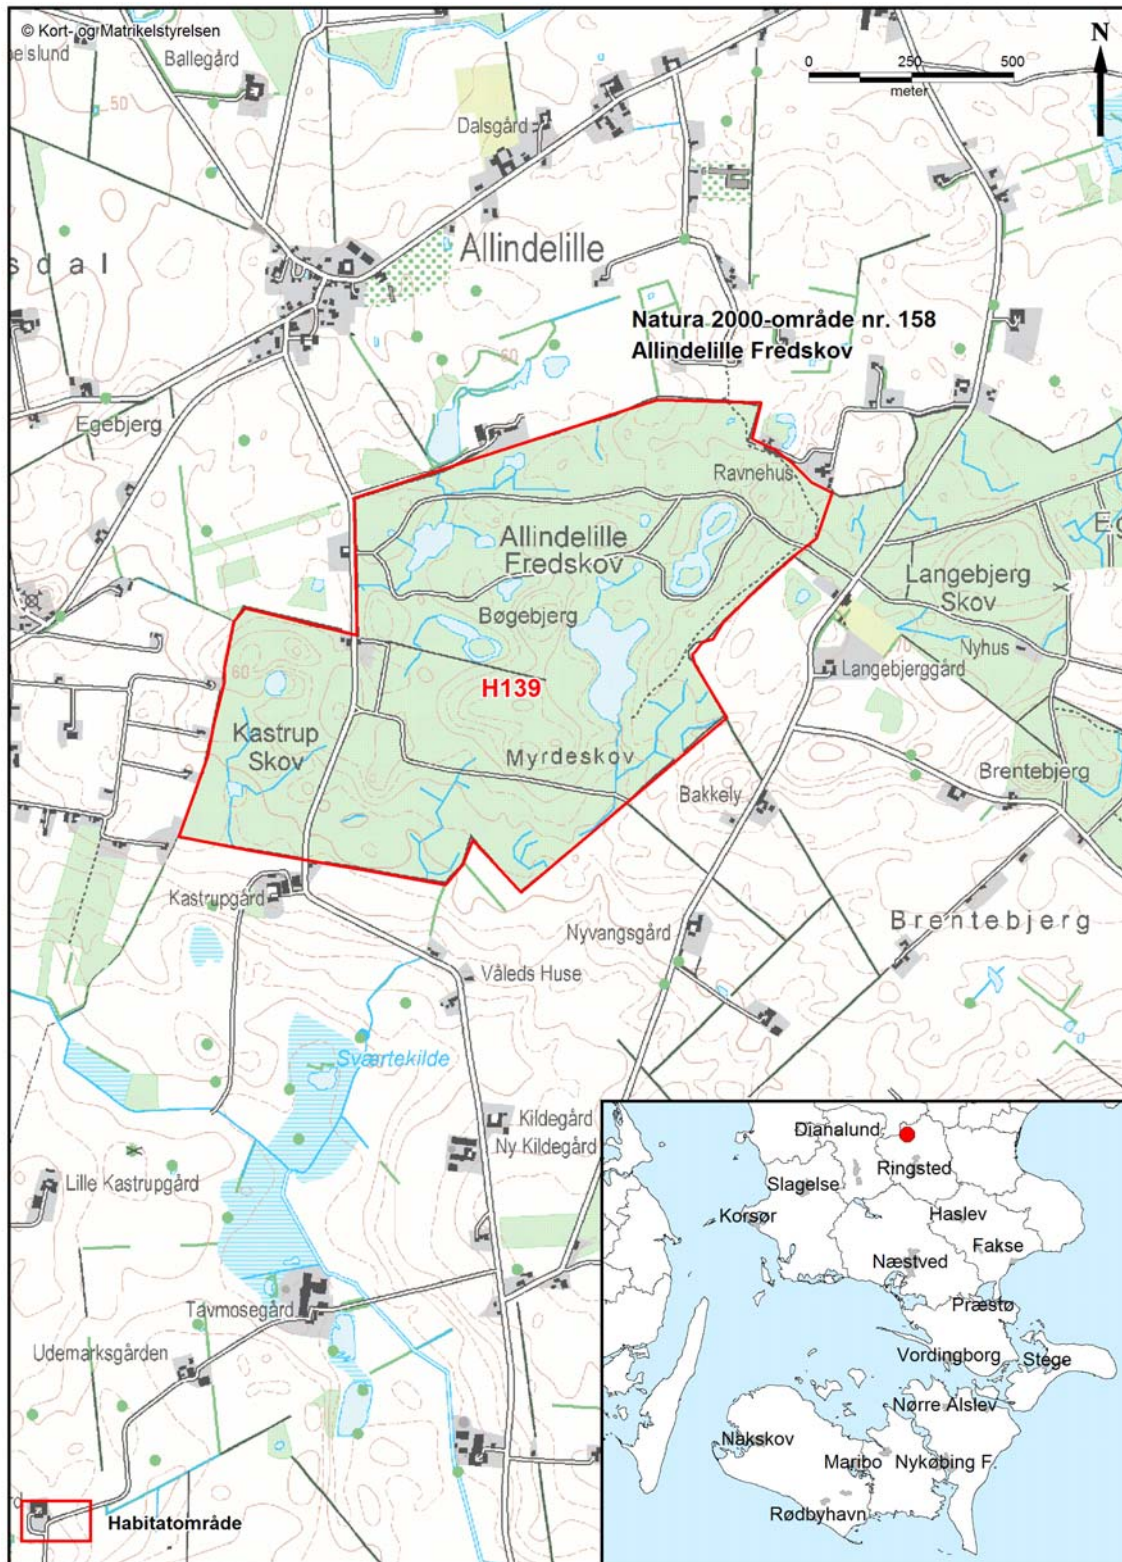 © Kort- og Matrikelstyrelsen
Ballegård
50
N
0 250 500
meter
Dalsgård
Allindelille
sdal
Natura 2000-område nr. 158
Allindelille Fredskov
60
Egebjerg
Ravnehus
Allindelille
Fredskov
Langebjerg
Skov
Bøgebjerg
Nyhus
70
Langebjerggård
60
H139
Kastrup
Skov
Myrdeskov
Brentebjerg
Bakkely
Kastrupgård
Brentebjerg
Nyvangsgård
Våleds Huse
Sværtekilde
Kildegård
Ny Kildegård
Lille Kastrupgård
Tavmosegård
Udemarksgården
Habitatområde
Dianalund
Ringsted
Slagelse
Korsør
Haslev
Fakse
Næstved
Præstø
Vordingborg
Stege
Nørre Alslev
Nakskov
Maribo
Nykøbing F
Rødbyhavn